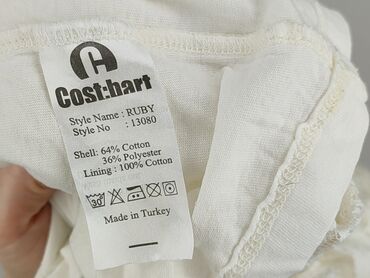 Cost:bart
Style Name : RUBY
Style No : 13080
Shell: 64% Cotton
36% Polyester
Lining : 100% Cotton
30°
Made in Turkey